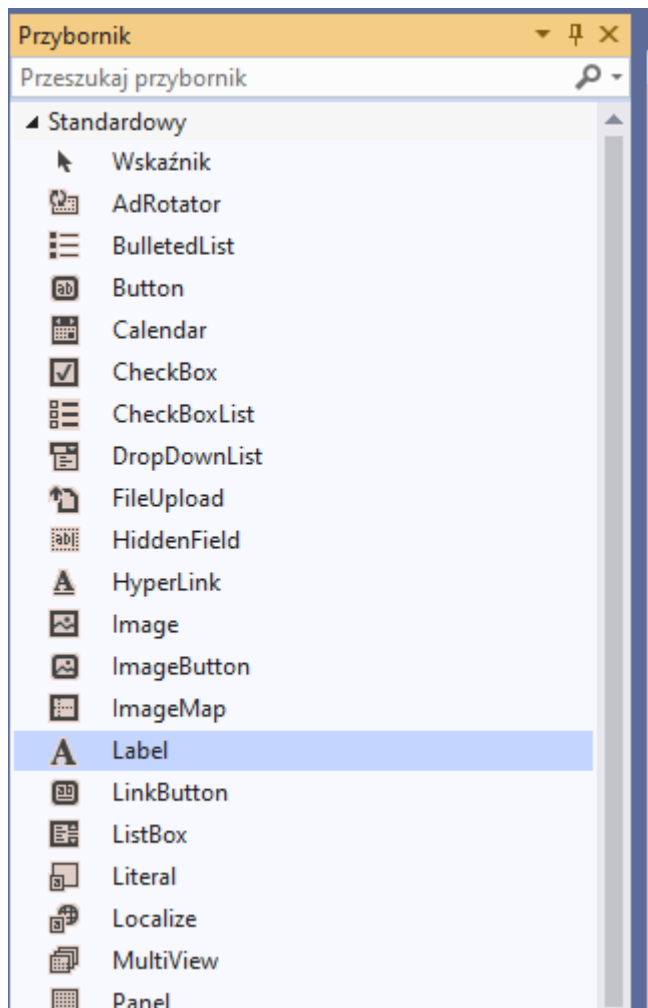 Przybornik
Przeszukaj przybornik
Standardowy
Wskaźnik
AdRotator
BulletedList
Button
Calendar
CheckBox
CheckBoxList
DropDownList
FileUpload
HiddenField
HyperLink
Image
ImageButton
ImageMap
Label
LinkButton
ListBox
Literal
Localize
MultiView
Panel